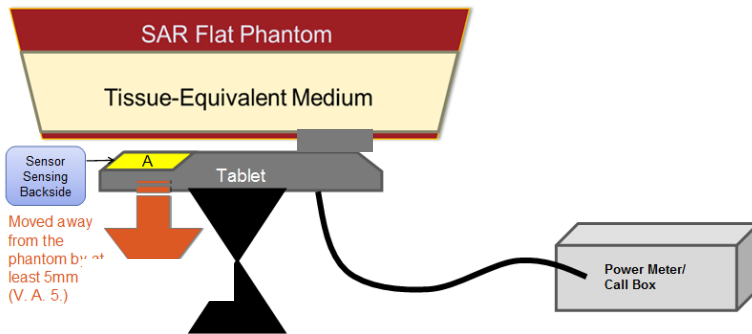 SAR Flat Phantom
Tissue-Equivalent Medium
Sensor
Sensing
Backside
A
Tablet
Moved away
from the
phantom by at
least 5mm
(V. A. 5.)
Power Meter/
Call Box